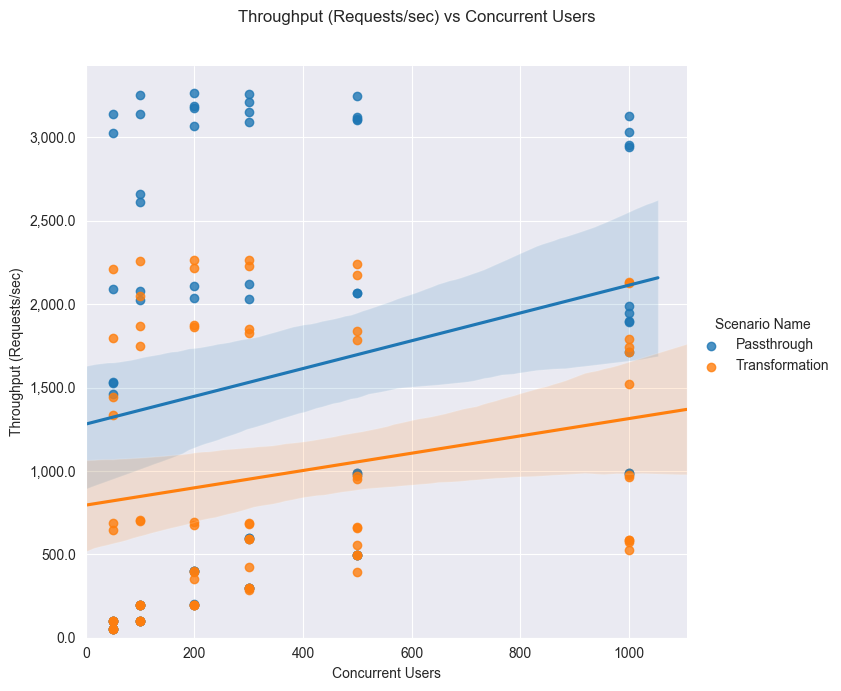 Throughput (Requests/sec) vs Concurrent Users
3,000.0
2,500.0
2,000.0
1,500.0
1,000.0
500.0
0.0
Throughput (Requests/sec)
0 200 400 600 800 1000
Concurrent Users
Scenario Name
Passthrough
Transformation